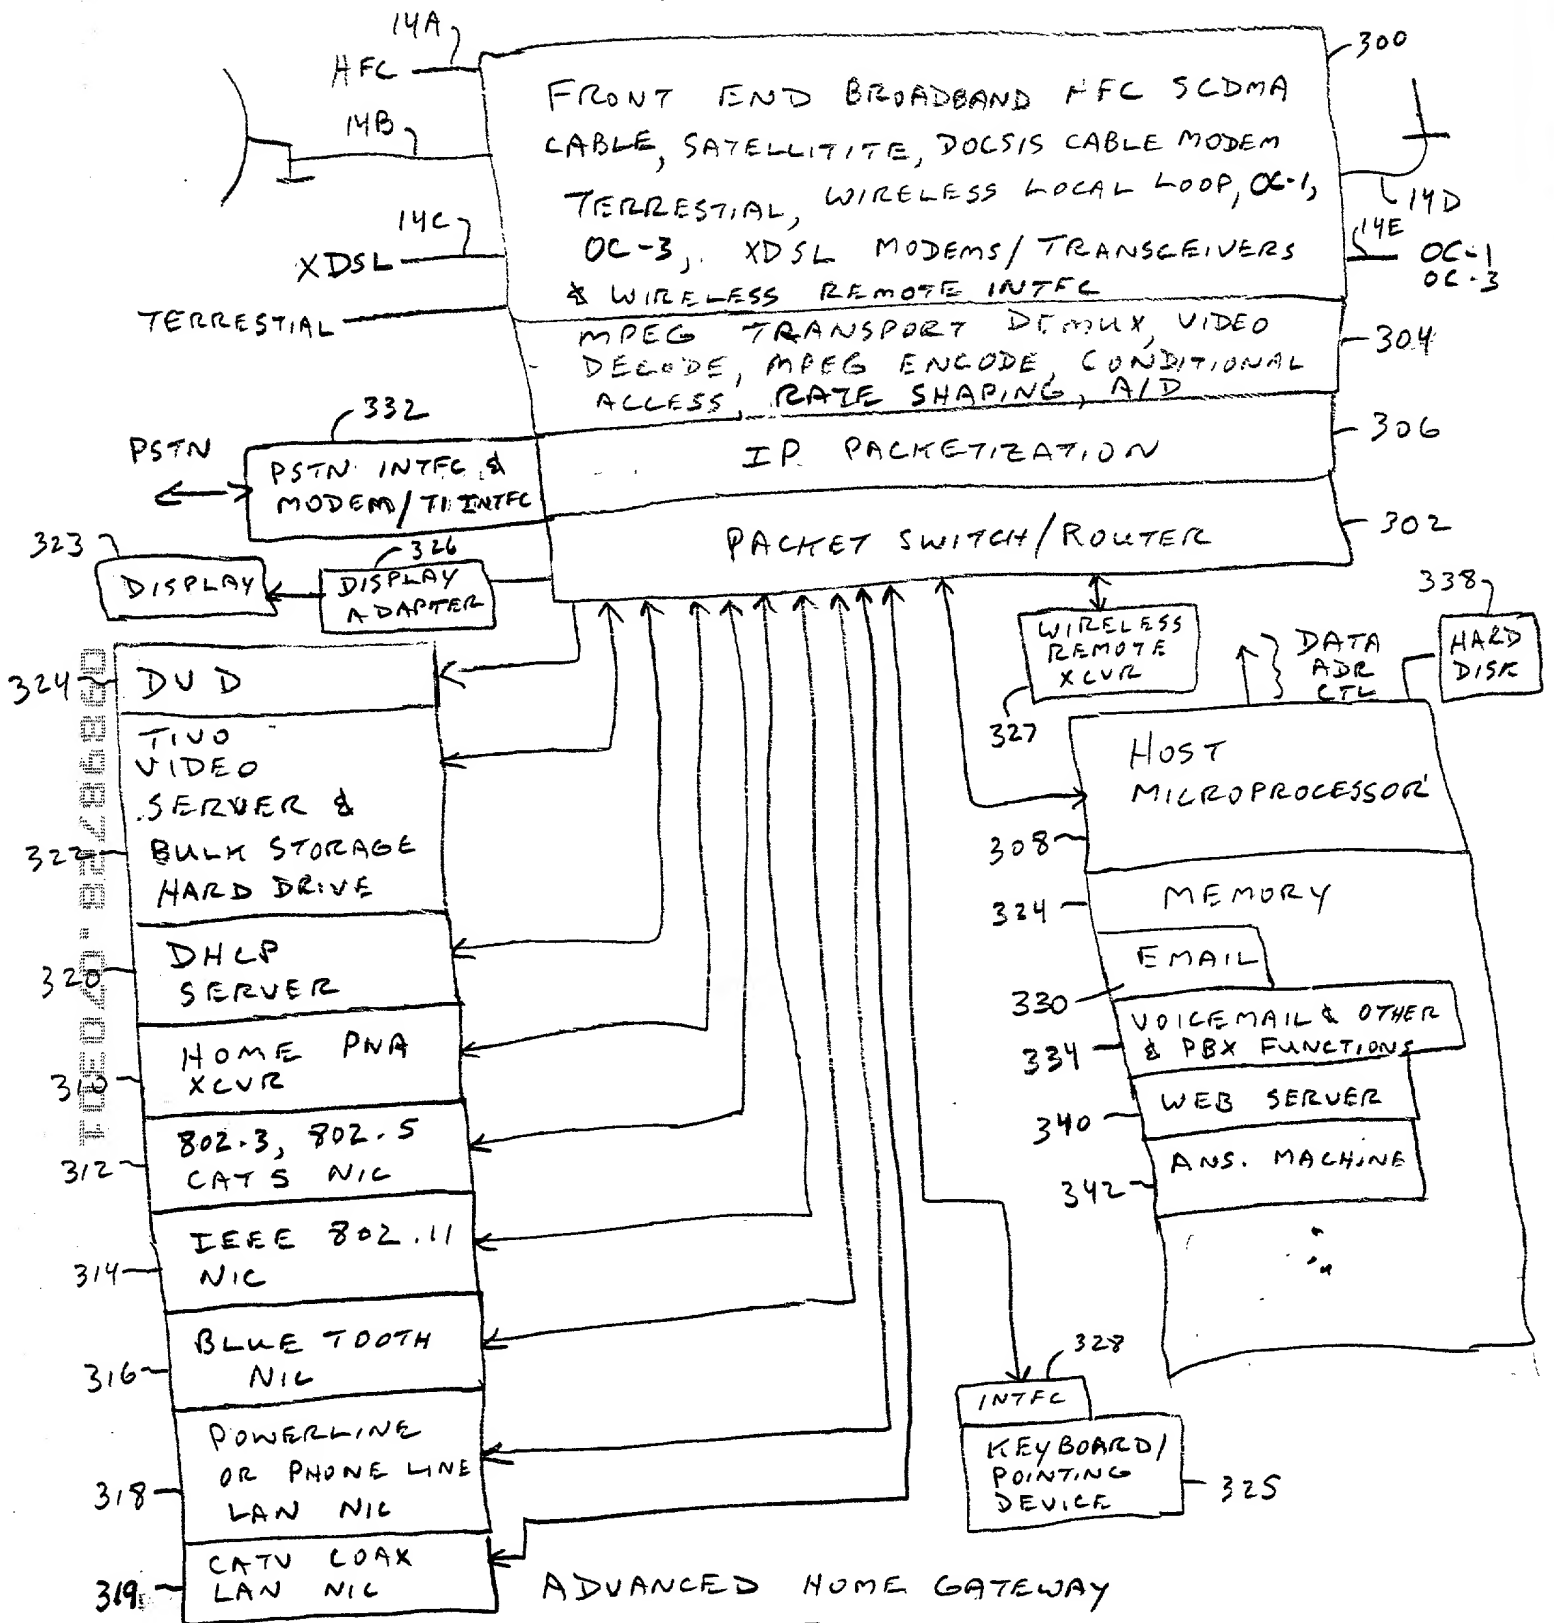 14A
HFC
300
FRONT END BROADBAND HFC SCDMA
CABLE, SATELLITITE, DOCSIS CABLE MODEM
TERRESTIAL, WIRELESS LOCAL LOOP, OC-1,
OC-3, XDSL MODEMS/TRANSCEIVERS
& WIRELESS REMOTE INTFC
14B
14C
XDSL
TERRESTIAL
14D
14E
OC-1
OC-3
MPEG TRANSPORT DEMUX, VIDEO
DECODE, MPEG ENCODE, CONDITIONAL
ACCESS, RATE SHAPING, A/D
304
332
PSTN
PSTN INTFC &
MODEM/T1 INTFC
IP PACKETIZATION
306
PACKET SWITCH/ROUTER
302
323
DISPLAY
326
DISPLAY
ADAPTER
WIRELESS
REMOTE
XCVR
327
DATA
ADR
CTL
338
HARD
DISK
324
DVD
TIVO
VIDEO
SERVER &
BULK STORAGE
HARD DRIVE
322
DHCP
SERVER
320
HOME PNA
XCVR
310
802.3, 802.5
CAT 5 NIC
312
IEEE 802.11
NIC
314
BLUE TOOTH
NIC
316
POWERLINE
OR PHONE LINE
LAN NIC
318
CATV COAX
LAN NIC
319
HOST
MICROPROCESSOR
308
MEMORY
324
EMAIL
330
VOICEMAIL & OTHER
& PBX FUNCTIONS
334
WEB SERVER
340
ANS. MACHINE
342
328
INTFC
KEYBOARD/
POINTING
DEVICE
325
ADVANCED HOME GATEWAY